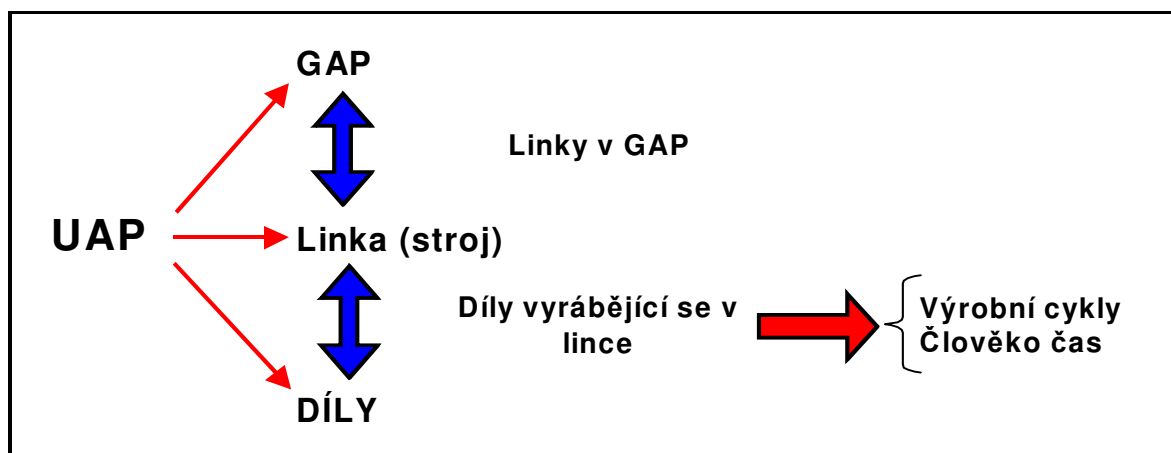 GAP
Linky v GAP
UAP
Linka (stroj)
Díly vyrábějící se v
lince
Výrobní cykly
Člověko čas
DÍLY